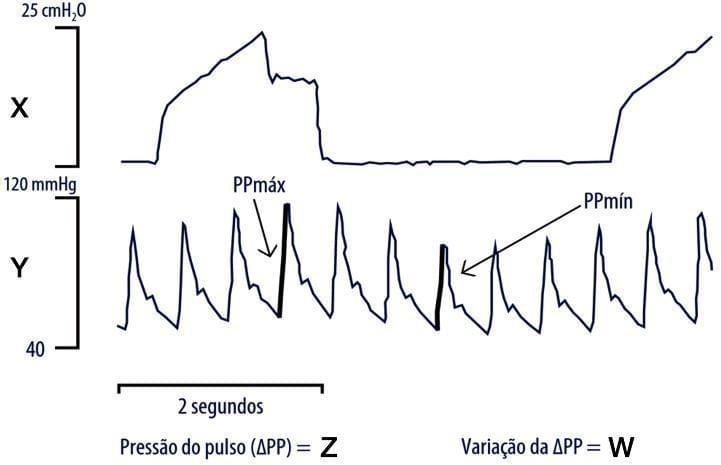 25 cmH₂O
X
120 mmHg
PPmáx
PPmín
Y
40
2 segundos
Pressão do pulso (ΔPP) = Z
Variação da ΔPP = W